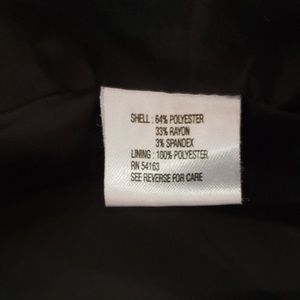 SHELL : 64% POLYESTER
33% RAYON
3% SPANDEX
LINING : 100% POLYESTER
RN 54163
SEE REVERSE FOR CARE